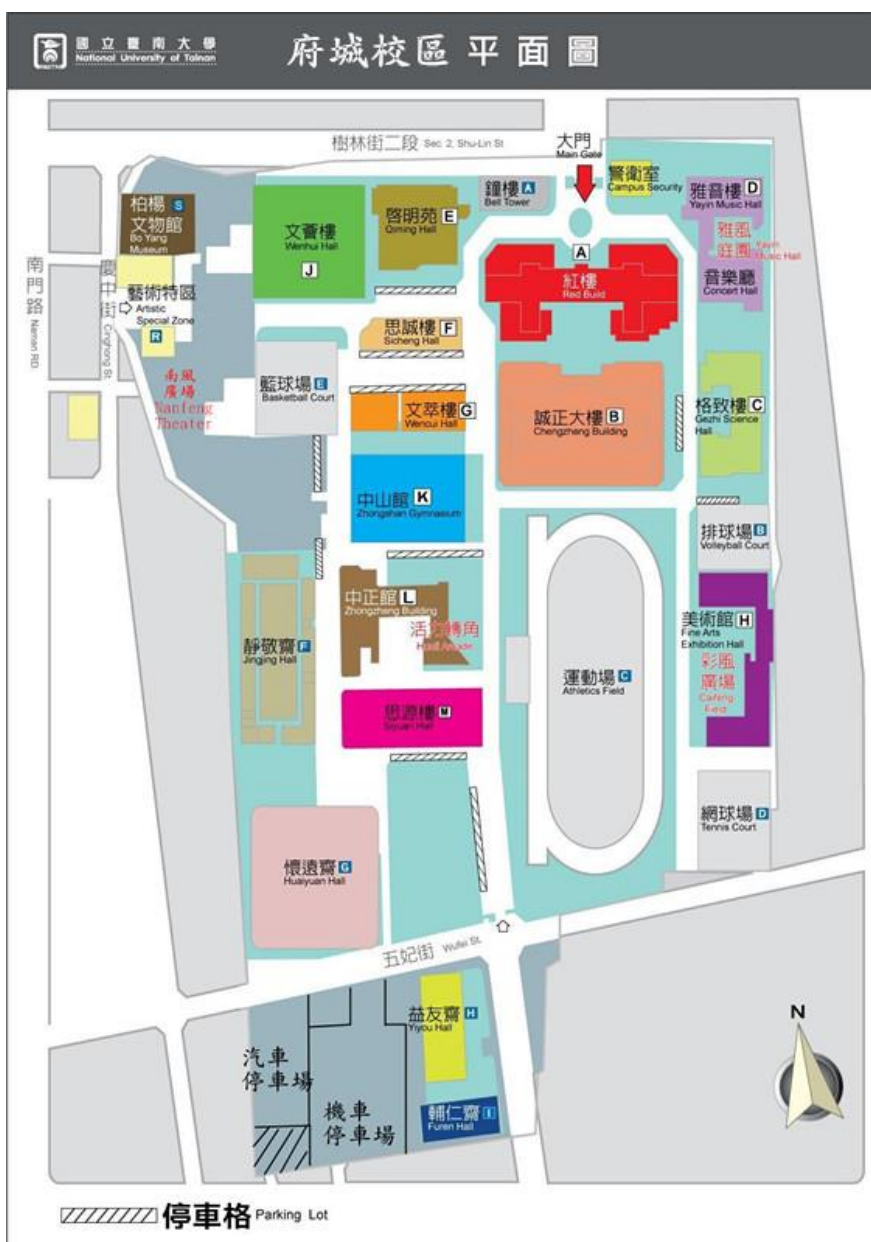 國立臺南大學
National University of Tainan
府城校區 平面圖
樹林街二段 Sec. 2, Shu-Lin St
大門
Main Gate
警衛室
Campus Security
鐘樓 A
Bell Tower
雅音樓 D
Yayin Music Hall
雅風
庭園 Yayin
Music Hall
音樂廳
Concert Hall
柏楊 S
文物館
Bo Yang
Museum
文薈樓
Wenhui Hall
J
啓明苑 E
Qiming Hall
A
紅樓
Red Build
南門路 Nanmen RD.
慶中街 Cinghong St.
藝術特區
Artistic
Special Zone
R
思誠樓 F
Sicheng Hall
南風
廣場
Nanfeng
Theater
籃球場 E
Basketball Court
文萃樓 G
Wencui Hall
誠正大樓 B
Chengzheng Building
格致樓 C
Gezhi Science
Hall
中山館 K
Zhongshan Gymnasium
排球場 B
Volleyball Court
中正館 L
Zhongzheng Building
活力轉角
靜敬齋 F
Jingjing Hall
美術館 H
Fine Arts
Exhibition Hall
彩風
廣場
Caifeng
Field
運動場 C
Athletics Field
思源樓 M
Siyuan Hall
網球場 D
Tennis Court
懷遠齋 G
Huaiyuan Hall
五妃街 Wufei St.
益友齋 H
Yiyou Hall
汽車
停車場
機車
停車場
輔仁齋 I
Furen Hall
N
停車格 Parking Lot